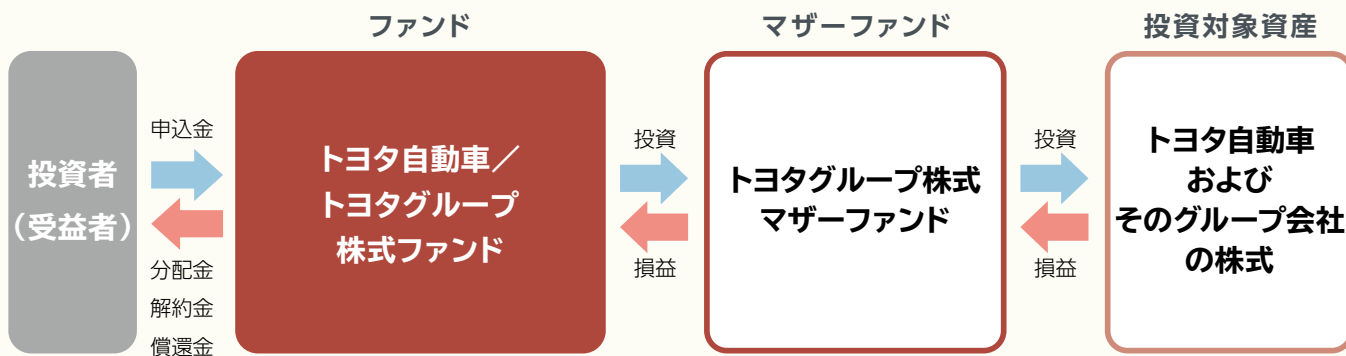 ファンド
マザーファンド
投資対象資産
投資者
(受益者)
申込金
分配金
解約金
償還金
トヨタ自動車／
トヨタグループ
株式ファンド
投資
損益
トヨタグループ株式
マザーファンド
投資
損益
トヨタ自動車
および
そのグループ会社
の株式